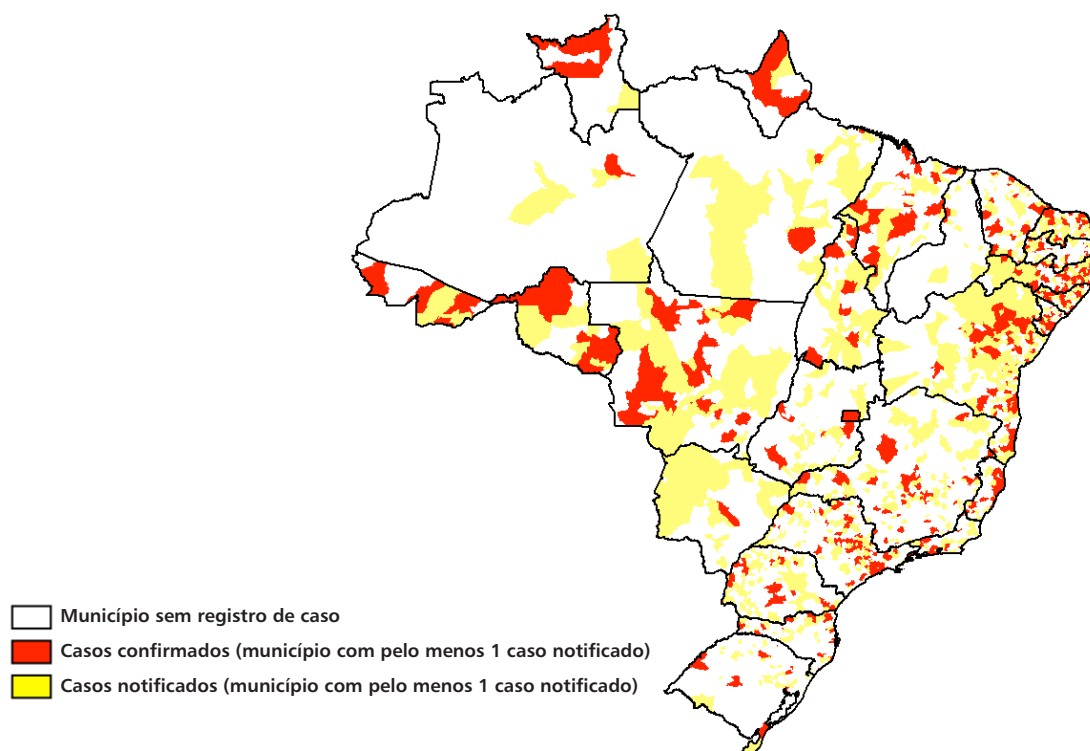 Município sem registro de caso
Casos confirmados (município com pelo menos 1 caso notificado)
Casos notificados (município com pelo menos 1 caso notificado)